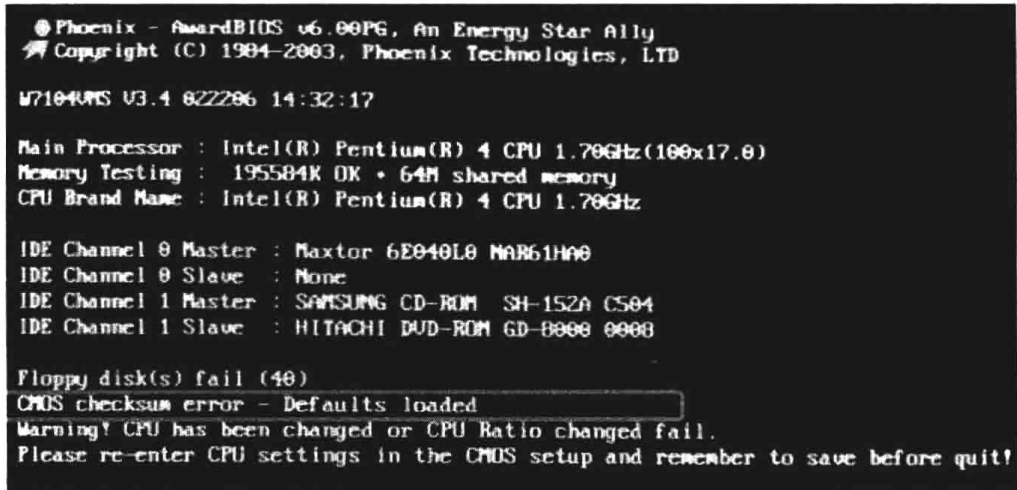 Phoenix - AwardBIOS v6.00PG, An Energy Star Ally
Copyright (C) 1984-2003, Phoenix Technologies, LTD
W7104VMS V3.4 022206 14:32:17
Main Processor : Intel(R) Pentium(R) 4 CPU 1.70GHz(100x17.0)
Memory Testing : 195584K OK + 64M shared memory
CPU Brand Name : Intel(R) Pentium(R) 4 CPU 1.70GHz
IDE Channel 0 Master : Maxtor 6E040L0 NAR61HA0
IDE Channel 0 Slave : None
IDE Channel 1 Master : SAMSUNG CD-ROM SH-152A C504
IDE Channel 1 Slave : HITACHI DVD-ROM GD-8000 0008
Floppy disk(s) fail (40)
CMOS checksum error - Defaults loaded
Warning! CPU has been changed or CPU Ratio changed fail.
Please re-enter CPU settings in the CMOS setup and remember to save before quit!